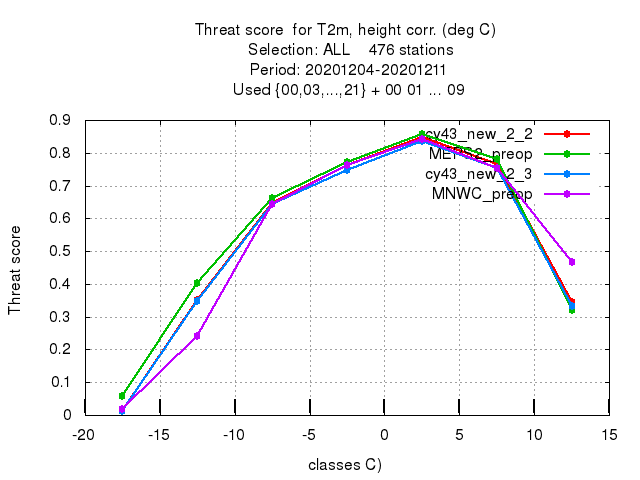 Threat score for T2m, height corr. (deg C)
Selection: ALL 476 stations
Period: 20201204-20201211
Used {00,03,...,21} + 00 01 ... 09
0.9
0.8
0.7
0.6
0.5
0.4
0.3
0.2
0.1
0
Threat score
cy43_new_2_2
preop
cy43_new_2_3
MNWC_preop
-20
-15
-10
-5
0
5
10
15
classes C)